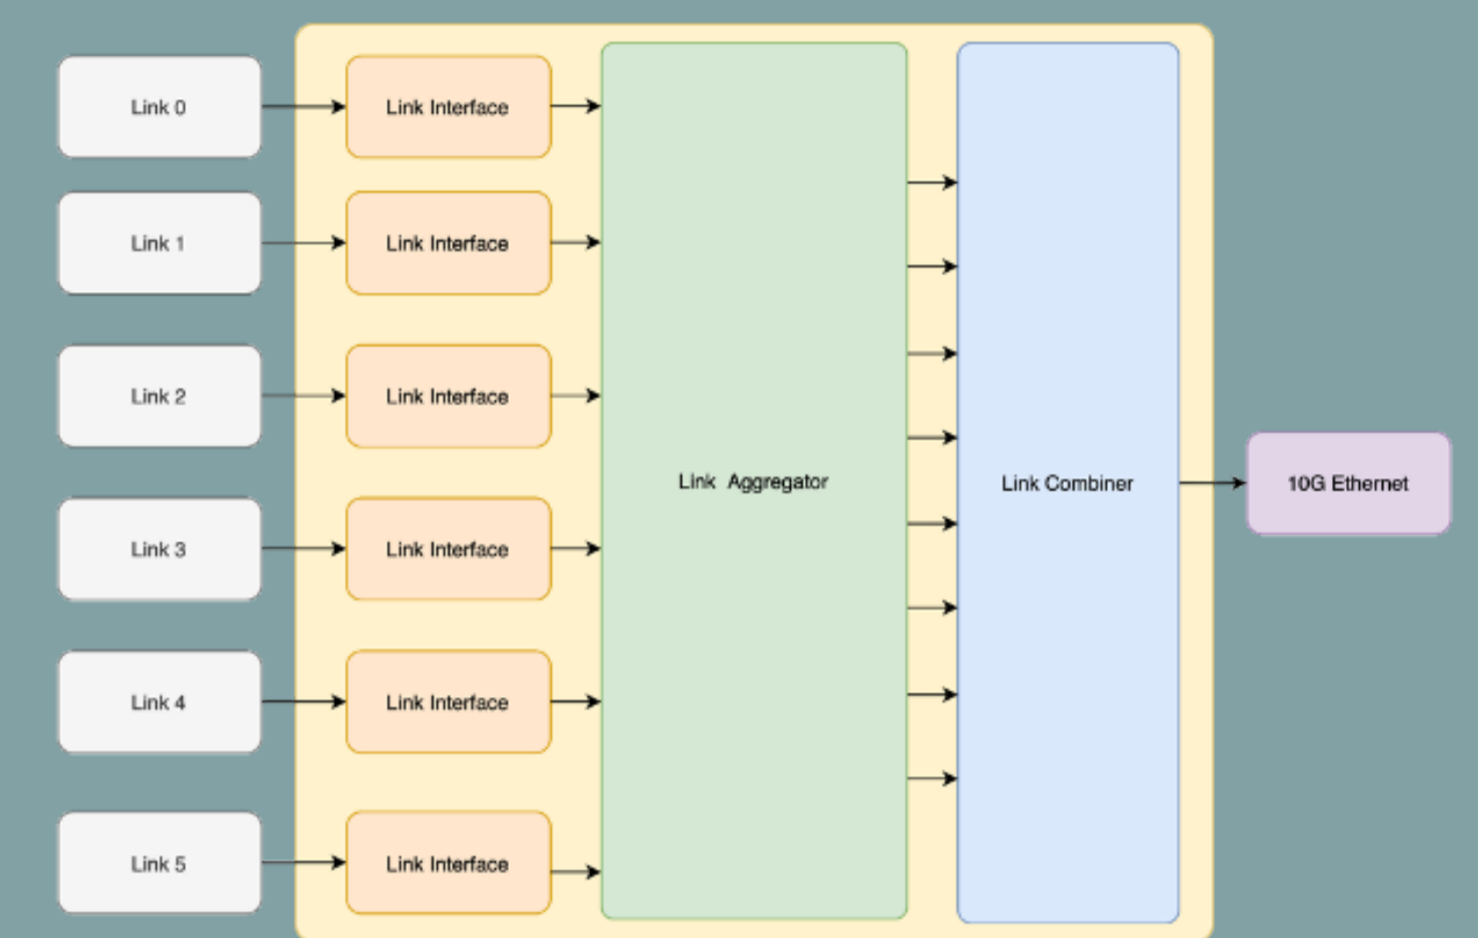 Link 0
Link Interface
Link 1
Link Interface
Link 2
Link Interface
Link Aggregator
Link Combiner
10G Ethernet
Link 3
Link Interface
Link 4
Link Interface
Link 5
Link Interface